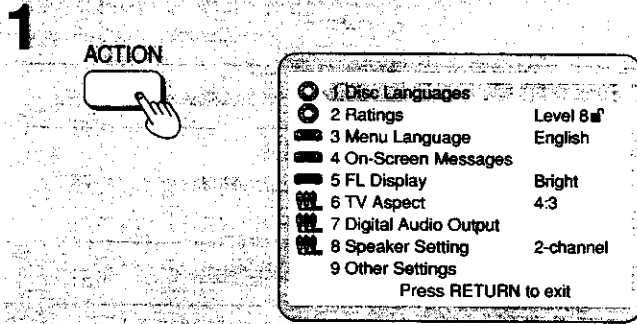 1
ACTION
1 Disc Languages
2 Ratings Level 8
3 Menu Language English
4 On-Screen Messages
5 FL Display Bright
6 TV Aspect 4:3
7 Digital Audio Output
8 Speaker Setting 2-channel
9 Other Settings
Press RETURN to exit